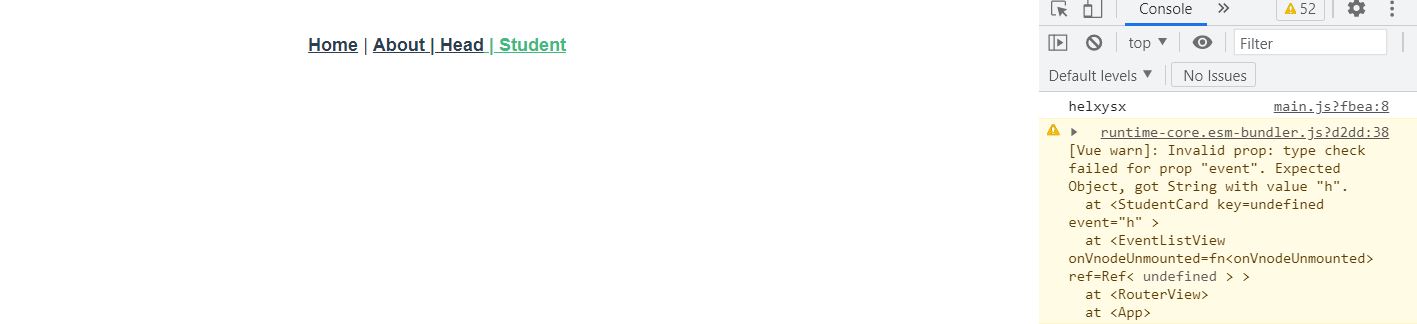 Home | About | Head | Student
Console » 52
top Filter
Default levels No Issues
helxysx main.js?fbea:8
runtime-core.esm-bundler.js?d2dd:38
[Vue warn]: Invalid prop: type check
failed for prop "event". Expected
Object, got String with value "h".
at <StudentCard key=undefined
event="h" >
at <EventListView
onVnodeUnmounted=fn<onVnodeUnmounted>
ref=Ref< undefined > >
at <RouterView>
at <App>